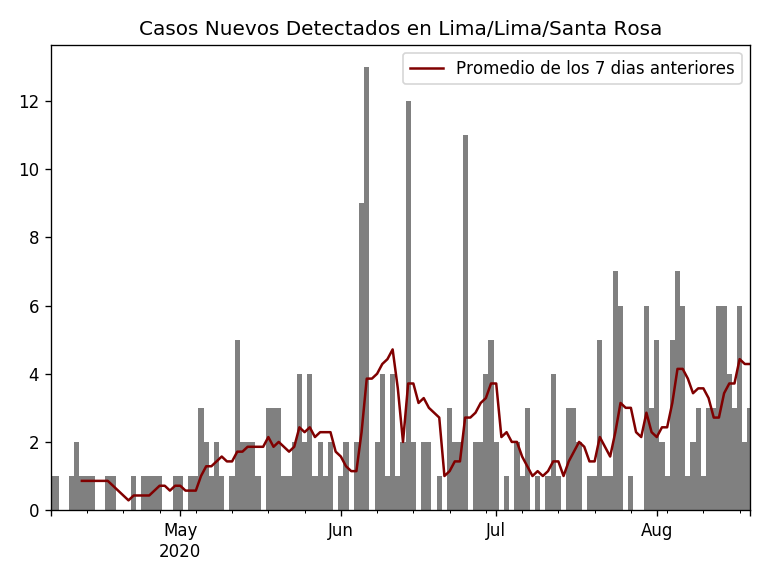 Casos Nuevos Detectados en Lima/Lima/Santa Rosa
Promedio de los 7 dias anteriores
12
10
8
6
4
2
0
May Jun Jul Aug
2020